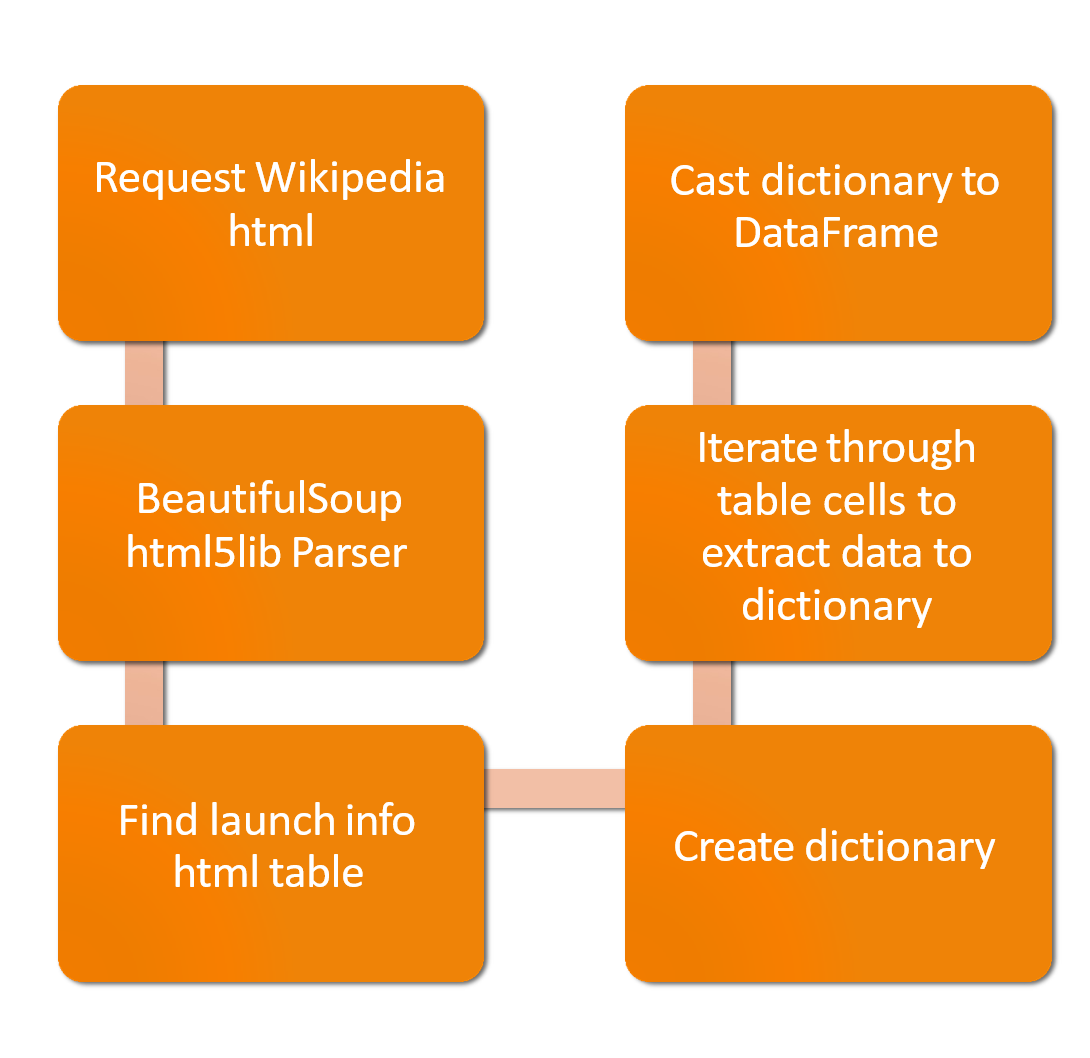 Request Wikipedia
html
BeautifulSoup
html5lib Parser
Find launch info
html table
Create dictionary
Iterate through
table cells to
extract data to
dictionary
Cast dictionary to
DataFrame